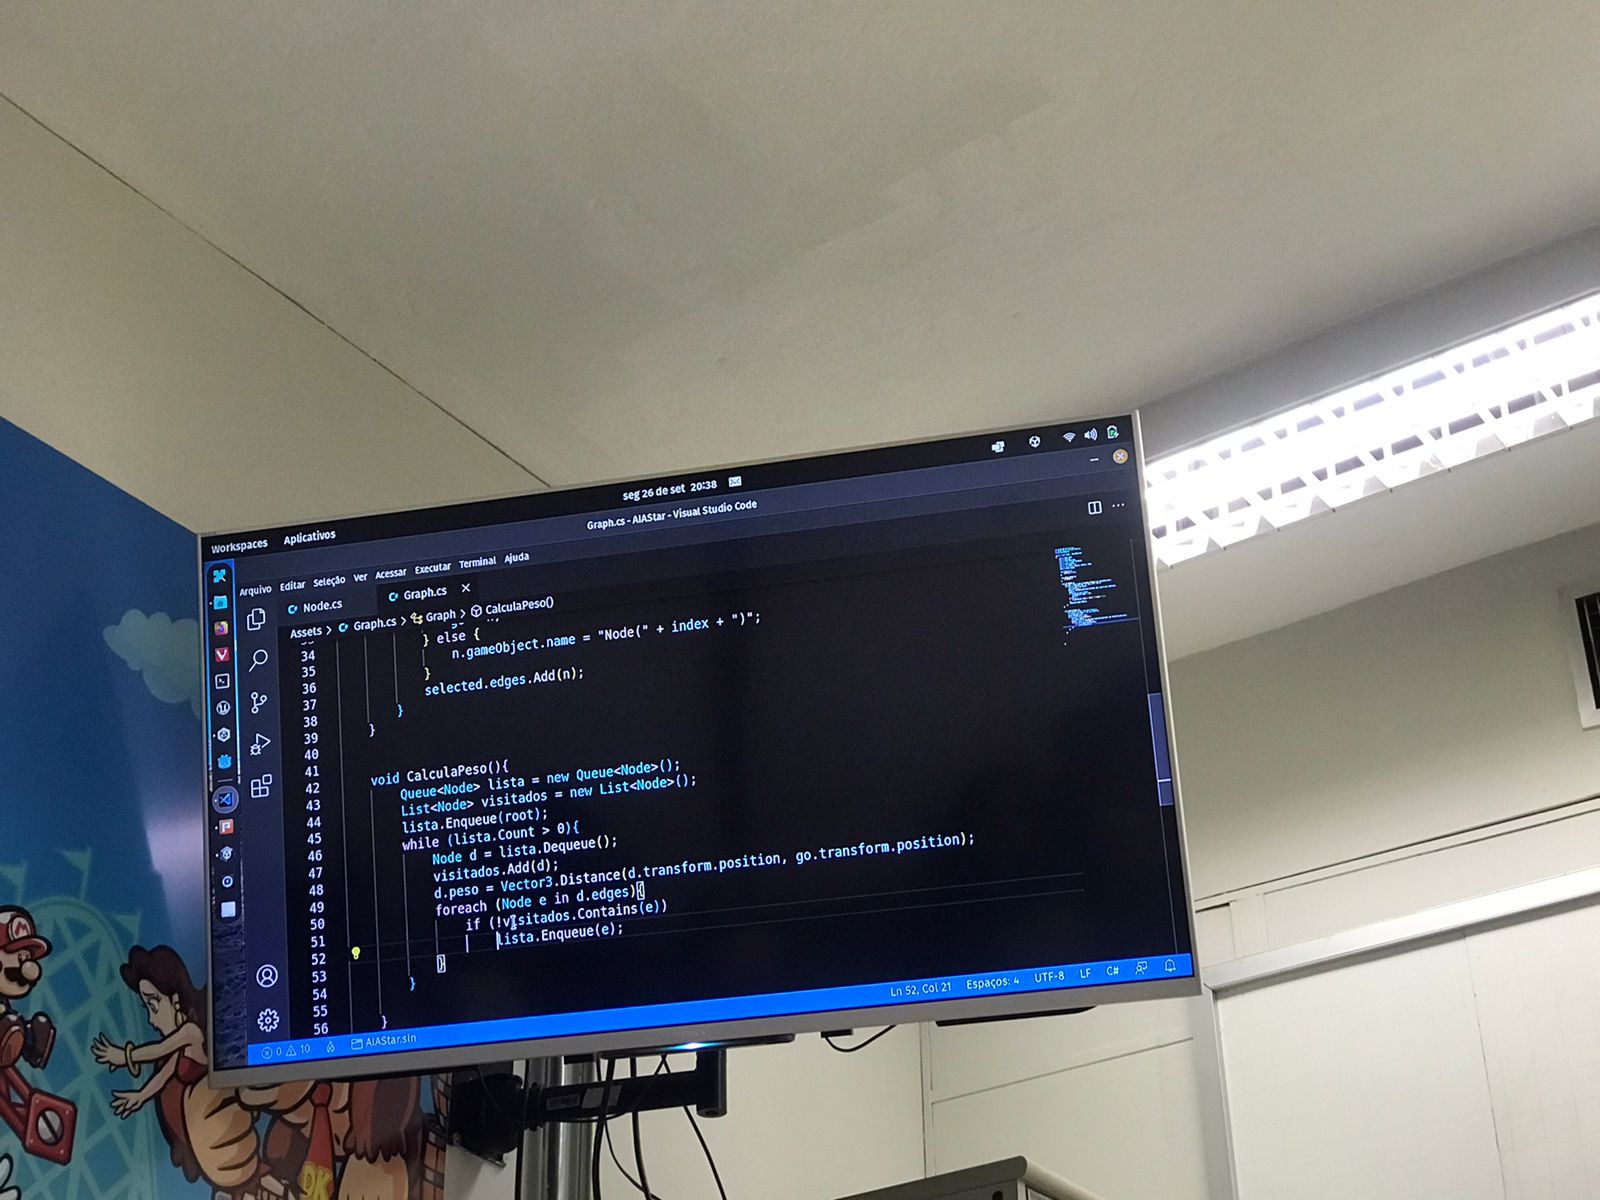 seg 26 de set 20:38
Workspaces Aplicativos
Graph.cs - AIAStar - Visual Studio Code
Arquivo Editar Seleção Ver Acessar Executar Terminal Ajuda
Node.cs Graph.cs
Assets > Graph.cs > Graph > CalculaPeso()
34 } else {
35 n.gameObject.name = "Node(" + index + ")";
36 }
37 selected.edges.Add(n);
38 }
39 }
40
41
42 void CalculaPeso(){
43 Queue<Node> lista = new Queue<Node>();
44 List<Node> visitados = new List<Node>();
45 lista.Enqueue(root);
46 while (lista.Count > 0){
47 Node d = lista.Dequeue();
48 visitados.Add(d);
49 d.peso = Vector3.Distance(d.transform.position, go.transform.position);
50 foreach (Node e in d.edges){
51 if (!visitados.Contains(e))
52 lista.Enqueue(e);
53 }
54 }
55
56 }
0 10 AIAStar.sln Ln 52, Col 21 Espaços: 4 UTF-8 LF C#
DK